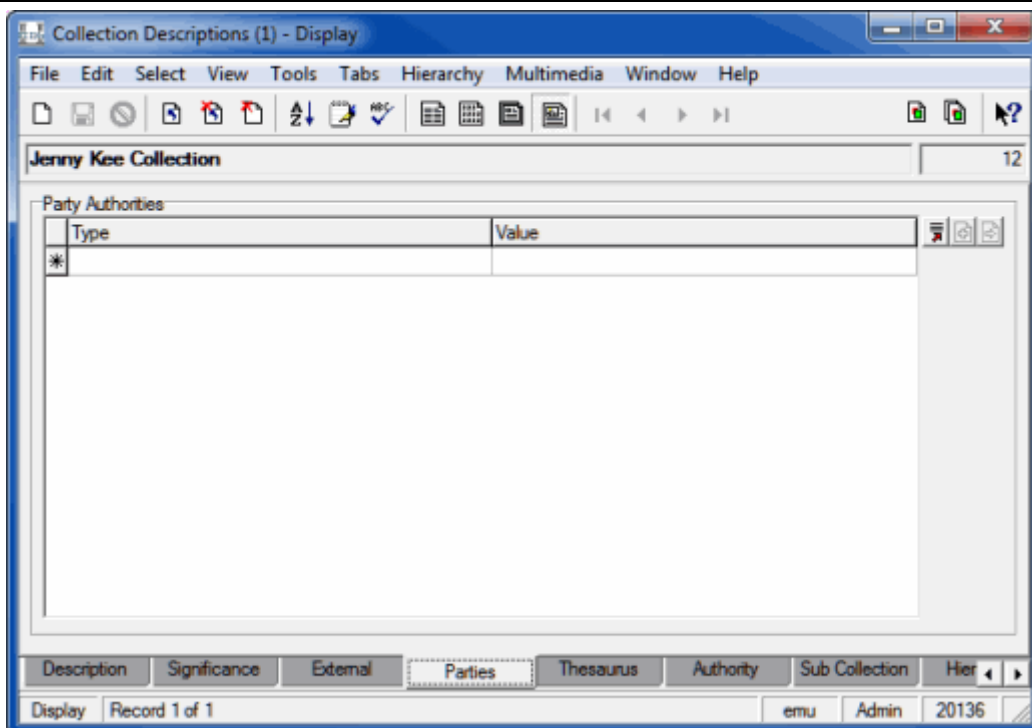 Collection Descriptions (1) - Display
File Edit Select View Tools Tabs Hierarchy Multimedia Window Help
Jenny Kee Collection 12
Party Authorities
Type Value
Description Significance External Parties Thesaurus Authority Sub Collection Hier
Display Record 1 of 1 emu Admin 20136